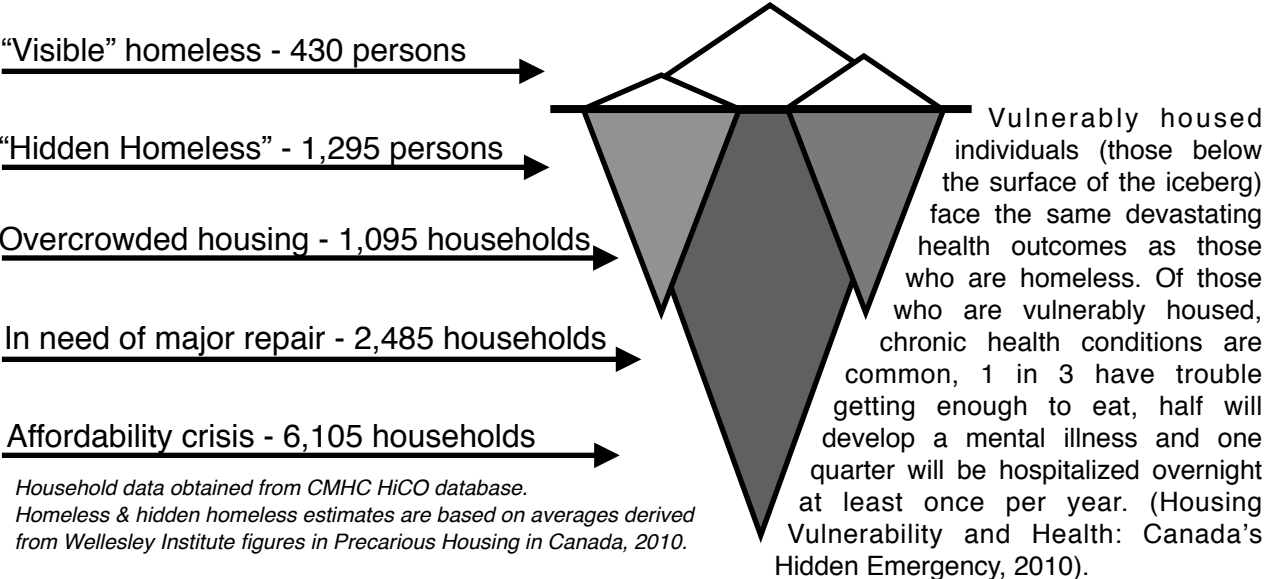 “Visible” homeless - 430 persons
“Hidden Homeless” - 1,295 persons
Overcrowded housing - 1,095 households
In need of major repair - 2,485 households
Affordability crisis - 6,105 households
Household data obtained from CMHC HiCO database.
Homeless & hidden homeless estimates are based on averages derived
from Wellesley Institute figures in Precarious Housing in Canada, 2010.
Vulnerably housed
individuals (those below
the surface of the iceberg)
face the same devastating
health outcomes as those
who are homeless. Of those
who are vulnerably housed,
chronic health conditions are
common, 1 in 3 have trouble
getting enough to eat, half will
develop a mental illness and one
quarter will be hospitalized overnight
at least once per year. (Housing
Vulnerability and Health: Canada’s
Hidden Emergency, 2010).